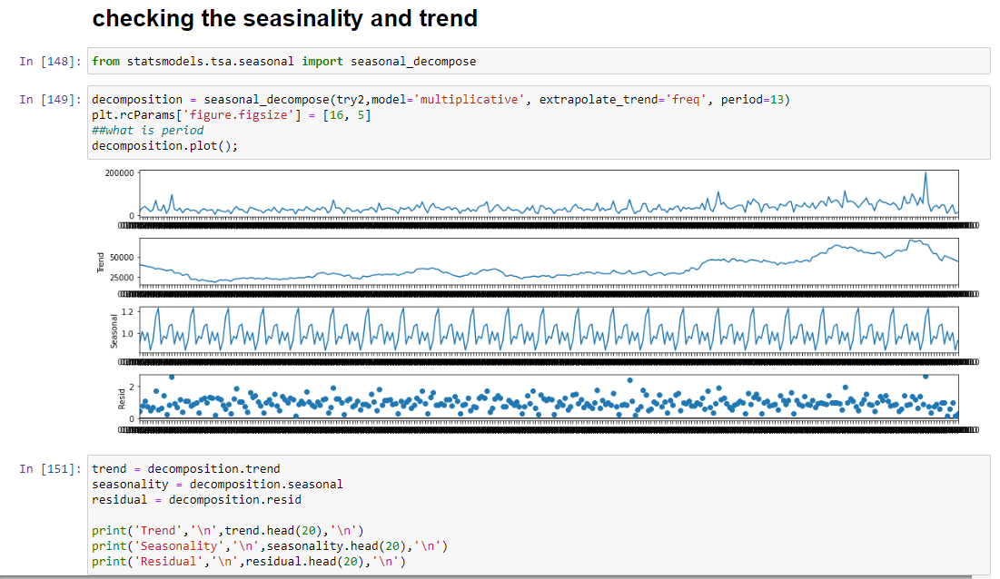 checking the seasinality and trend
In [148]: from statsmodels.tsa.seasonal import seasonal_decompose
In [149]: decomposition = seasonal_decompose(try2,model='multiplicative', extrapolate_trend='freq', period=13)
plt.rcParams['figure.figsize'] = [16, 5]
##what is period
decomposition.plot();
200000
0
Trend
50000
25000
Seasonal
1.2
1.0
Resid
2
0
In [151]: trend = decomposition.trend
seasonality = decomposition.seasonal
residual = decomposition.resid
print('Trend','\n',trend.head(20),'\n')
print('Seasonality','\n',seasonality.head(20),'\n')
print('Residual','\n',residual.head(20),'\n')